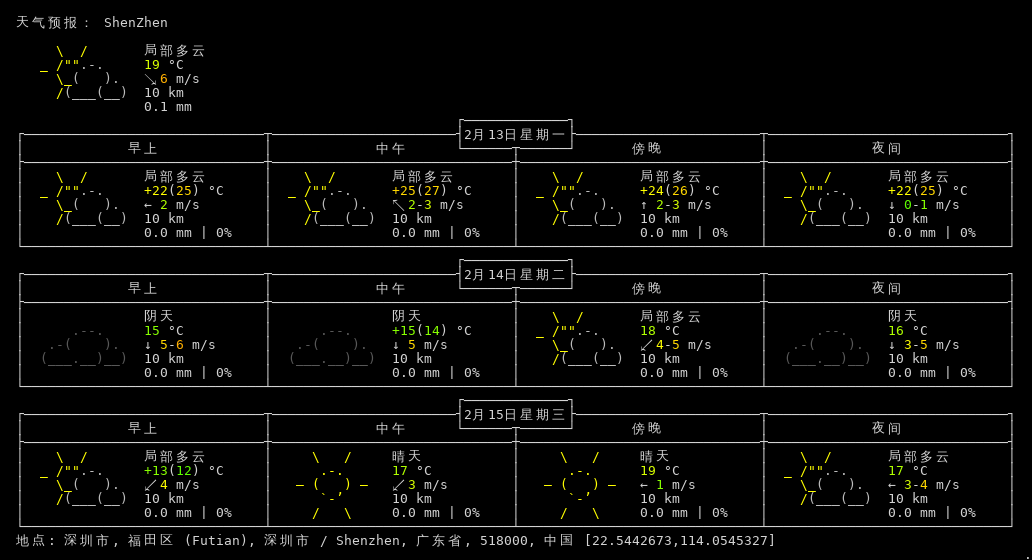 天气预报： ShenZhen
局部多云
19 °C
↘ 6 m/s
10 km
0.1 mm
2月13日星期一
早上 中午 傍晚 夜间
局部多云 局部多云 局部多云 局部多云
+22(25) °C +25(27) °C +24(26) °C +22(25) °C
← 2 m/s ↖ 2-3 m/s ↑ 2-3 m/s ↓ 0-1 m/s
10 km 10 km 10 km 10 km
0.0 mm | 0% 0.0 mm | 0% 0.0 mm | 0% 0.0 mm | 0%
2月14日星期二
早上 中午 傍晚 夜间
阴天 阴天 局部多云 阴天
15 °C +15(14) °C 18 °C 16 °C
↓ 5-6 m/s ↓ 5 m/s ↙ 4-5 m/s ↓ 3-5 m/s
10 km 10 km 10 km 10 km
0.0 mm | 0% 0.0 mm | 0% 0.0 mm | 0% 0.0 mm | 0%
2月15日星期三
早上 中午 傍晚 夜间
局部多云 晴天 晴天 局部多云
+13(12) °C 17 °C 19 °C 17 °C
↙ 4 m/s ↙ 3 m/s ← 1 m/s ← 3-4 m/s
10 km 10 km 10 km 10 km
0.0 mm | 0% 0.0 mm | 0% 0.0 mm | 0% 0.0 mm | 0%
地点: 深圳市, 福田区 (Futian), 深圳市 / Shenzhen, 广东省, 518000, 中国 [22.5442673,114.0545327]